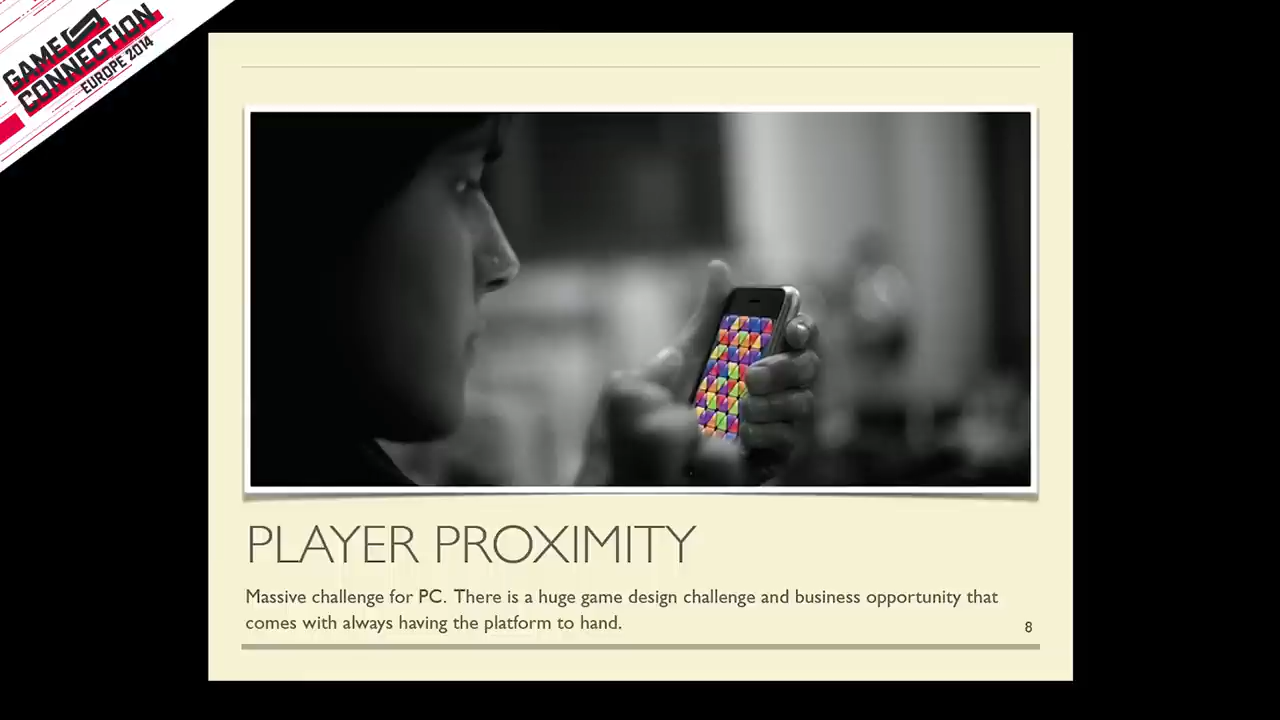 GAME
CONNECTION
EUROPE 2014
PLAYER PROXIMITY
Massive challenge for PC. There is a huge game design challenge and business opportunity that
comes with always having the platform to hand.
8